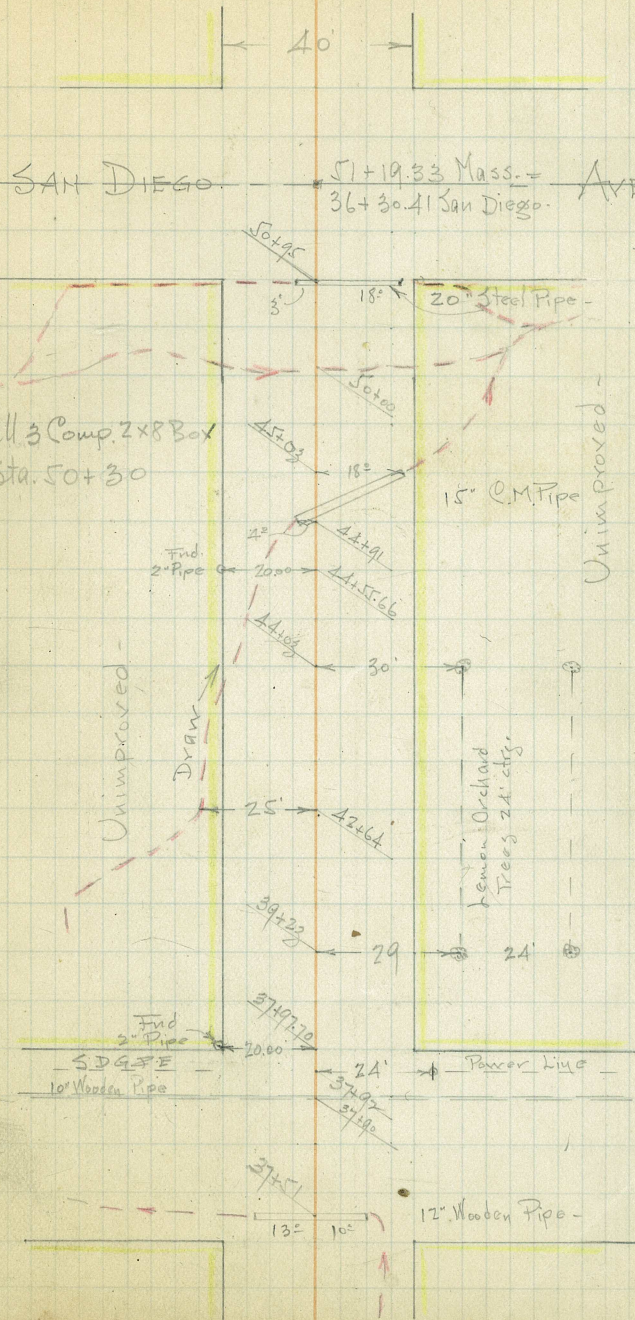 40'
SAN DIEGO
51+19.33 Mass. =
AVE
36+30.41 San Diego.
50+95
3'
18'
20" Steel Pipe -
50+00
45+03
ll 3 Comp. 2x8 Box
sta. 50+30
18'
15" C.M. Pipe
Unimproved -
44+91
Fnd.
2" Pipe
20.00
44+55.66
44+03
30'
Unimproved -
Draw
Lemon Orchard
Trees 24' ctrs.
25'
42+64
39+23
29
24'
37+97.70
Fnd
2" Pipe
20.00
S D G & E
24'
Power Line
10" Wooden Pipe
37+92
37+90
37+51
12" Wooden Pipe -
13'
10'